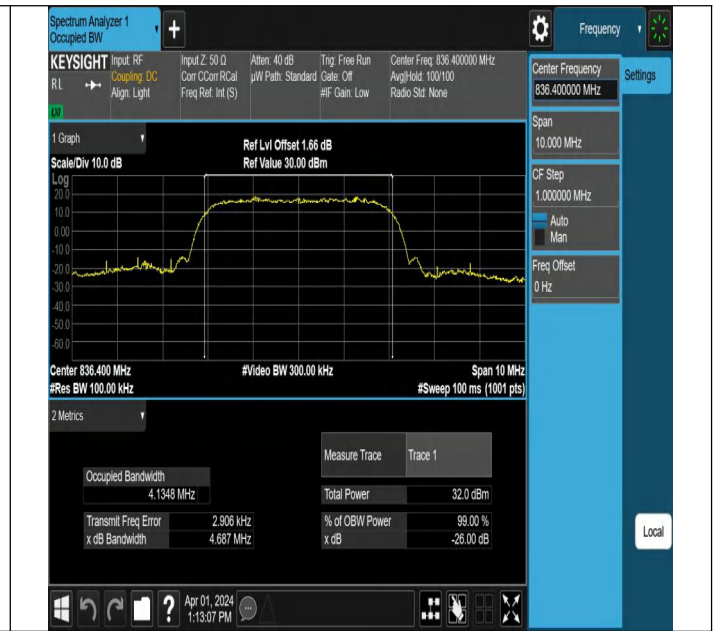 Spectrum Analyzer 1
Occupied BW
+
Frequency
KEYSIGHT
RL
LXI
Input: RF
Coupling: DC
Align: Light
Input Z: 50 Ω
Corr CCorr RCal
Freq Ref: Int (S)
Atten: 40 dB
µW Path: Standard
Trig: Free Run
Gate: Off
#IF Gain: Low
Center Freq: 836.400000 MHz
Avg|Hold: 100/100
Radio Std: None
Center Frequency
836.400000 MHz
Settings
Span
10.000 MHz
CF Step
1.000000 MHz
Auto
Man
Freq Offset
0 Hz
1 Graph
Scale/Div 10.0 dB
Ref Lvl Offset 1.66 dB
Ref Value 30.00 dBm
Log
20.0
10.0
0.00
-10.0
-20.0
-30.0
-40.0
-50.0
-60.0
Center 836.400 MHz
#Video BW 300.00 kHz
Span 10 MHz
#Res BW 100.00 kHz
#Sweep 100 ms (1001 pts)
2 Metrics
Measure Trace
Trace 1
Occupied Bandwidth
4.1348 MHz
Total Power
32.0 dBm
Transmit Freq Error
2.906 kHz
% of OBW Power
99.00 %
x dB Bandwidth
4.687 MHz
x dB
-26.00 dB
Local
?
Apr 01, 2024
1:13:07 PM